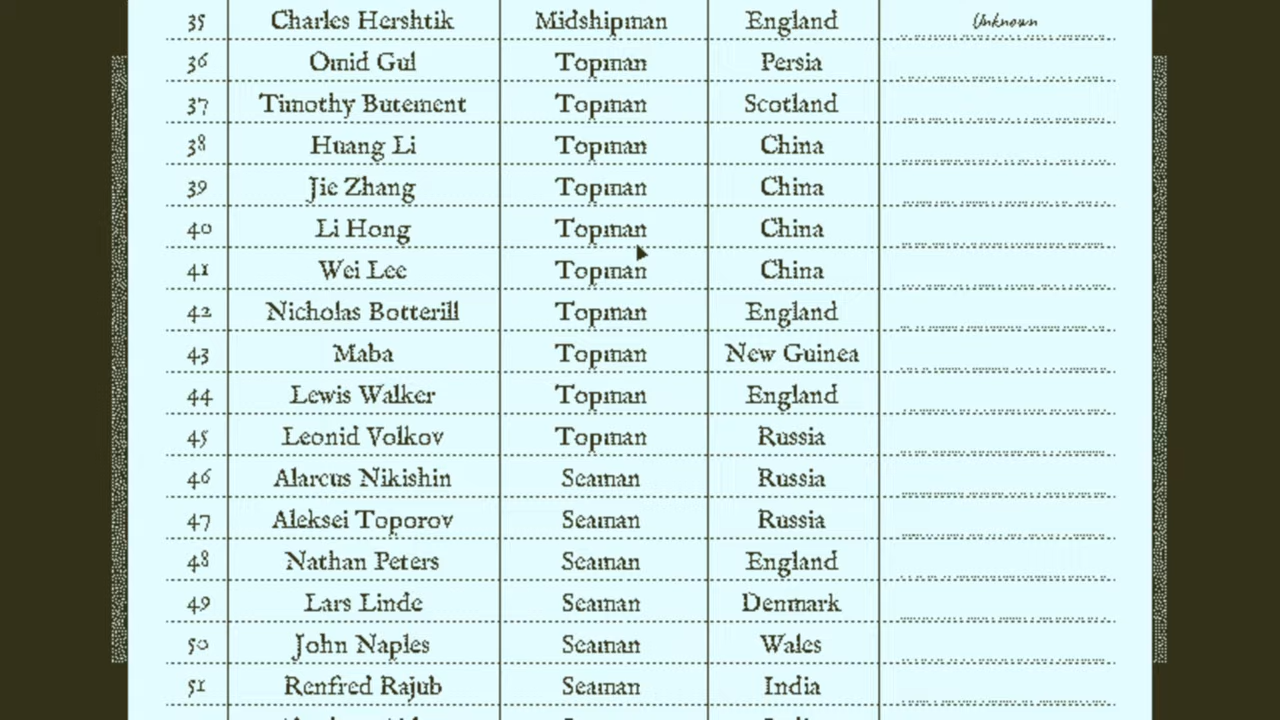 35 Charles Hershtik Midshipman England Unknown
36 Omid Gul Topman Persia
37 Timothy Butement Topman Scotland
38 Huang Li Topman China
39 Jie Zhang Topman China
40 Li Hong Topman China
41 Wei Lee Topman China
42 Nicholas Botterill Topman England
43 Maba Topman New Guinea
44 Lewis Walker Topman England
45 Leonid Volkov Topman Russia
46 Alarcus Nikishin Seaman Russia
47 Aleksei Toporov Seaman Russia
48 Nathan Peters Seaman England
49 Lars Linde Seaman Denmark
50 John Naples Seaman Wales
51 Renfred Rajub Seaman India